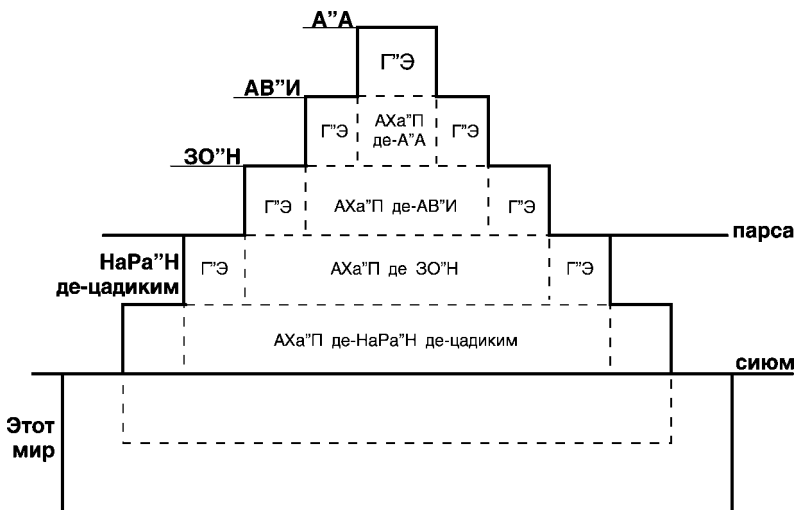 А”А
Г”Э
АВ”И
Г”Э
АХа”П
де-А”А
Г”Э
ЗО”Н
Г”Э
АХа”П де-АВ”И
Г”Э
парса
НаРа”Н
де-цадиким
Г”Э
АХа”П де ЗО”Н
Г”Э
АХа”П де-НаРа”Н де-цадиким
сиюм
Этот
мир